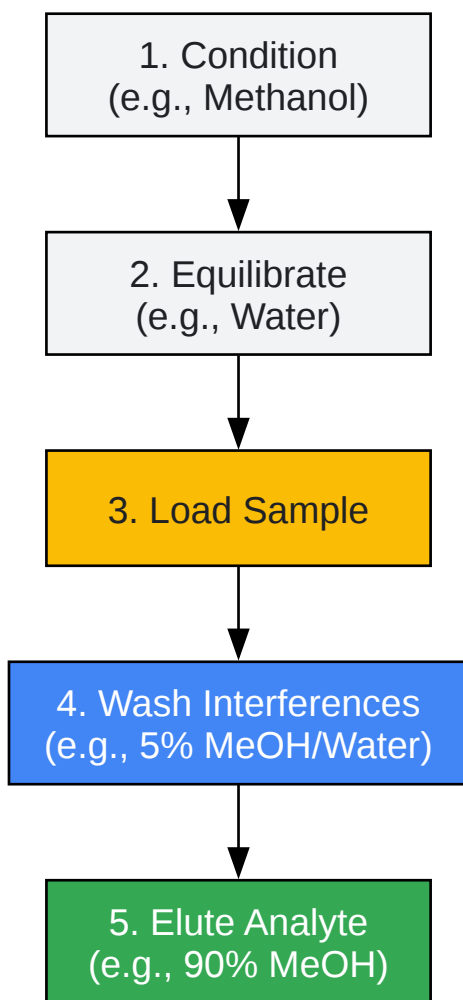 1. Condition
(e.g., Methanol)
2. Equilibrate
(e.g., Water)
3. Load Sample
4. Wash Interferences
(e.g., 5% MeOH/Water)
5. Elute Analyte
(e.g., 90% MeOH)